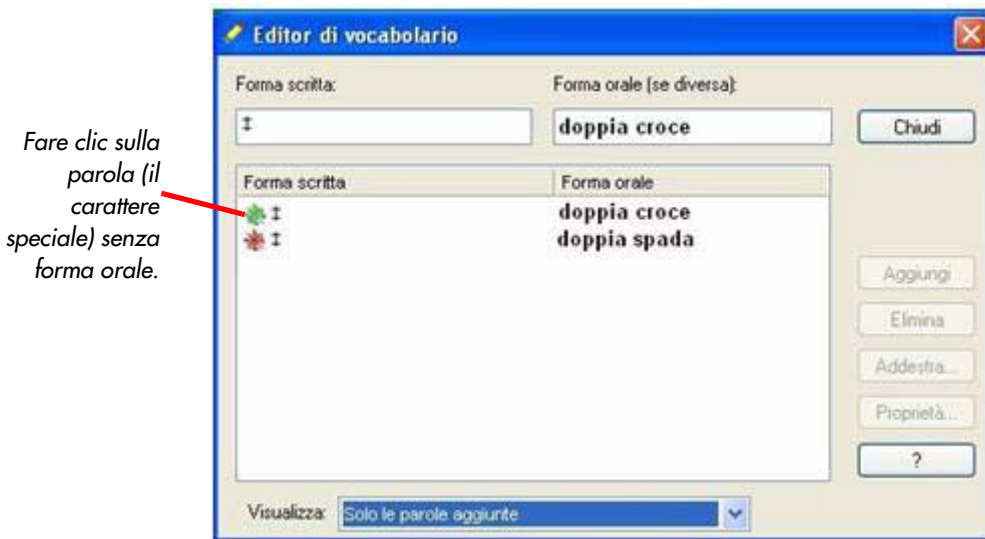 Editor di vocabolario
Forma scritta: Forma orale (se diversa):
‡ doppia croce Chiudi
Fare clic sulla
parola (il
carattere
speciale) senza
forma orale.
Forma scritta Forma orale
‡ doppia croce
‡ doppia spada
Aggiungi
Elimina
Addestra...
Proprietà...
?
Visualizza: Solo le parole aggiunte